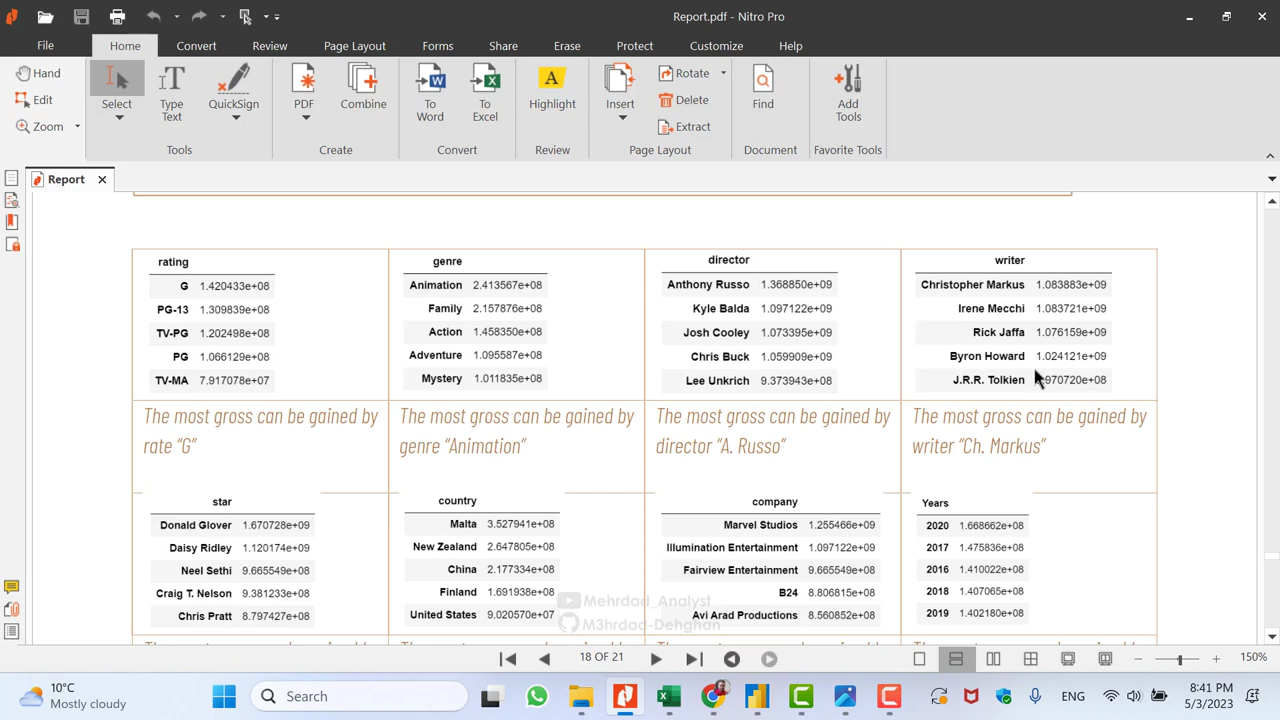 Report.pdf - Nitro Pro
File Home Convert Review Page Layout Forms Share Erase Protect Customize Help
Hand
Edit
Zoom
Select
Type Text
QuickSign
Tools
PDF
Combine
Create
To Word
To Excel
Convert
Highlight
Review
Insert
Rotate
Delete
Extract
Page Layout
Find
Document
Add Tools
Favorite Tools
Report
rating
G 1.420433e+08
PG-13 1.309839e+08
TV-PG 1.202498e+08
PG 1.066129e+08
TV-MA 7.917078e+07
genre
Animation 2.413567e+08
Family 2.157876e+08
Action 1.458350e+08
Adventure 1.095587e+08
Mystery 1.011835e+08
director
Anthony Russo 1.368850e+09
Kyle Balda 1.097122e+09
Josh Cooley 1.073395e+09
Chris Buck 1.059909e+09
Lee Unkrich 9.373943e+08
writer
Christopher Markus 1.083883e+09
Irene Mecchi 1.083721e+09
Rick Jaffa 1.076159e+09
Byron Howard 1.024121e+09
J.R.R. Tolkien .970720e+08
The most gross can be gained by
rate “G”
The most gross can be gained by
genre “Animation”
The most gross can be gained by
director “A. Russo”
The most gross can be gained by
writer “Ch. Markus”
star
Donald Glover 1.670728e+09
Daisy Ridley 1.120174e+09
Neel Sethi 9.665549e+08
Craig T. Nelson 9.381233e+08
Chris Pratt 8.797427e+08
country
Malta 3.527941e+08
New Zealand 2.647805e+08
China 2.177334e+08
Finland 1.691938e+08
United States 9.020570e+07
company
Marvel Studios 1.255466e+09
Illumination Entertainment 1.097122e+09
Fairview Entertainment 9.665549e+08
B24 8.806815e+08
Avi Arad Productions 8.560852e+08
Years
2020 1.668662e+08
2017 1.475836e+08
2016 1.410022e+08
2018 1.407065e+08
2019 1.402180e+08
Mehrdad_Analyst
M3hrdad-Dehghan
18 OF 21
150%
10°C
Mostly cloudy
Search
ENG
8:41 PM
5/3/2023